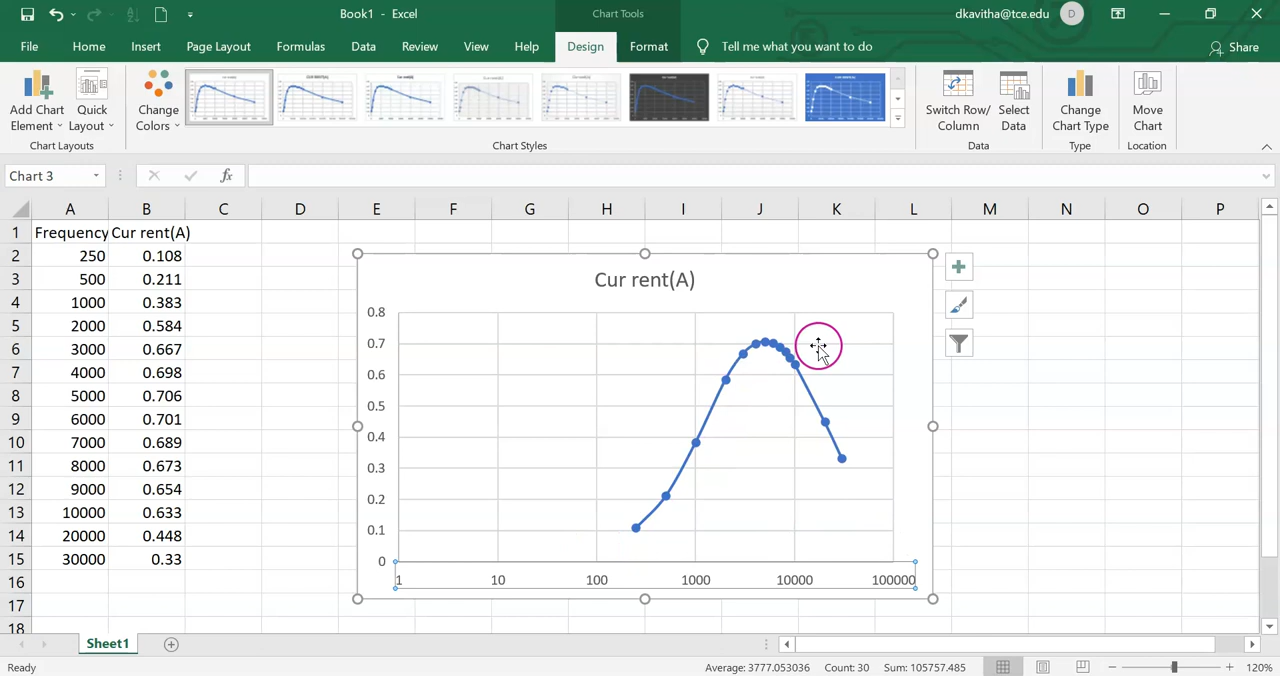 Book1 - Excel
Chart Tools
dkavitha@tce.edu
D
File Home Insert Page Layout Formulas Data Review View Help Design Format Tell me what you want to do Share
Add Chart Element
Quick Layout
Change Colors
Switch Row/ Column
Select Data
Change Chart Type
Move Chart
Chart Layouts
Chart Styles
Data
Type
Location
Chart 3
fx
A B C D E F G H I J K L M N O P
1 Frequency Cur rent(A)
2 250 0.108
3 500 0.211
4 1000 0.383
5 2000 0.584
6 3000 0.667
7 4000 0.698
8 5000 0.706
9 6000 0.701
10 7000 0.689
11 8000 0.673
12 9000 0.654
13 10000 0.633
14 20000 0.448
15 30000 0.33
16
17
18
Cur rent(A)
0.8
0.7
0.6
0.5
0.4
0.3
0.2
0.1
0
1 10 100 1000 10000 100000
Sheet1
Ready
Average: 3777.053036 Count: 30 Sum: 105757.485
120%